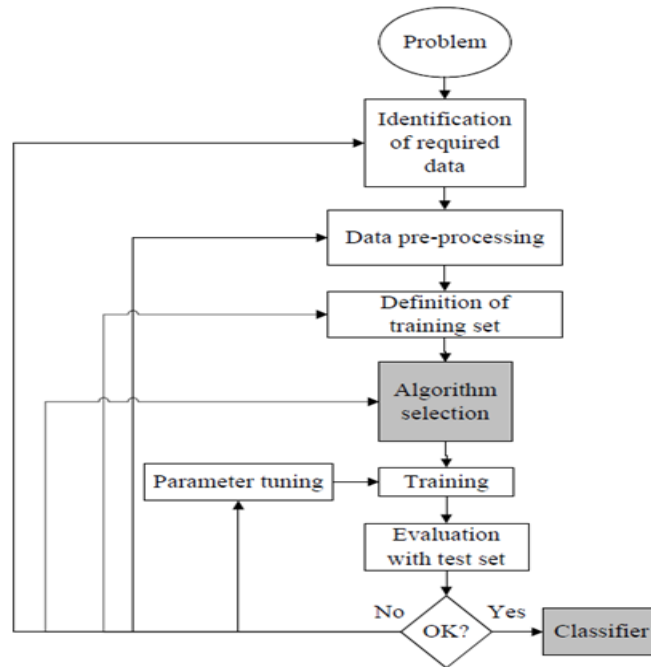 Problem
Identification
of required
data
Data pre-processing
Definition of
training set
Algorithm
selection
Parameter tuning
Training
Evaluation
with test set
No
OK?
Yes
Classifier